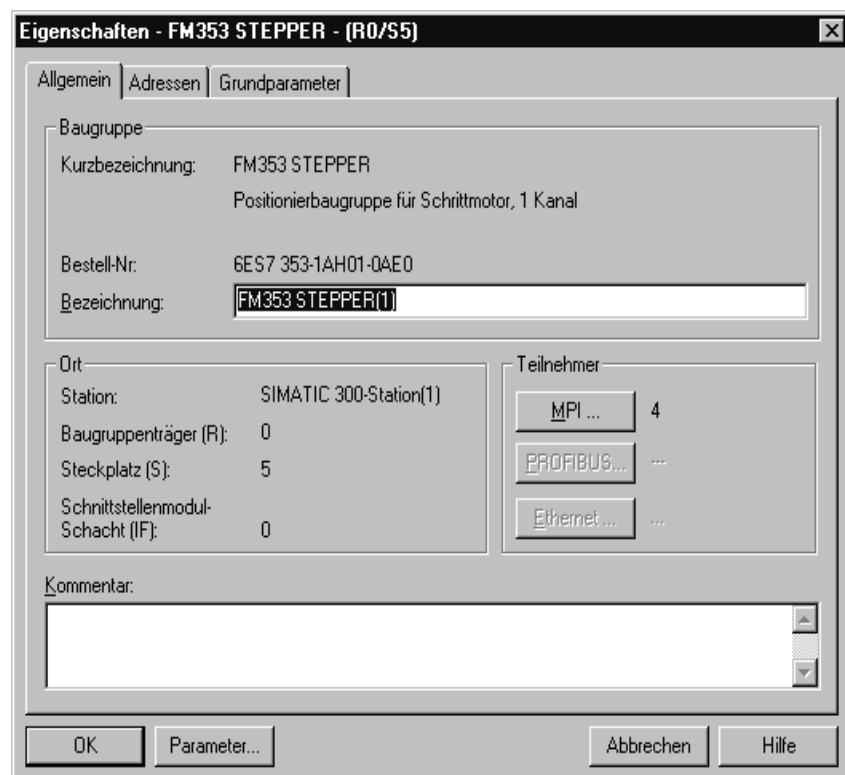 Eigenschaften - FM353 STEPPER - (R0/S5)
Allgemein Adressen Grundparameter
Baugruppe
Kurzbezeichnung: FM353 STEPPER
Positionierbaugruppe für Schrittmotor, 1 Kanal
Bestell-Nr: 6ES7 353-1AH01-0AE0
Bezeichnung: FM353 STEPPER(1)
Ort
Station: SIMATIC 300-Station(1)
Baugruppenträger (R): 0
Steckplatz (S): 5
Schnittstellenmodul-
Schacht (IF): 0
Teilnehmer
MPI ... 4
PROFIBUS... ---
Ethernet ... ...
Kommentar:
OK Parameter... Abbrechen Hilfe